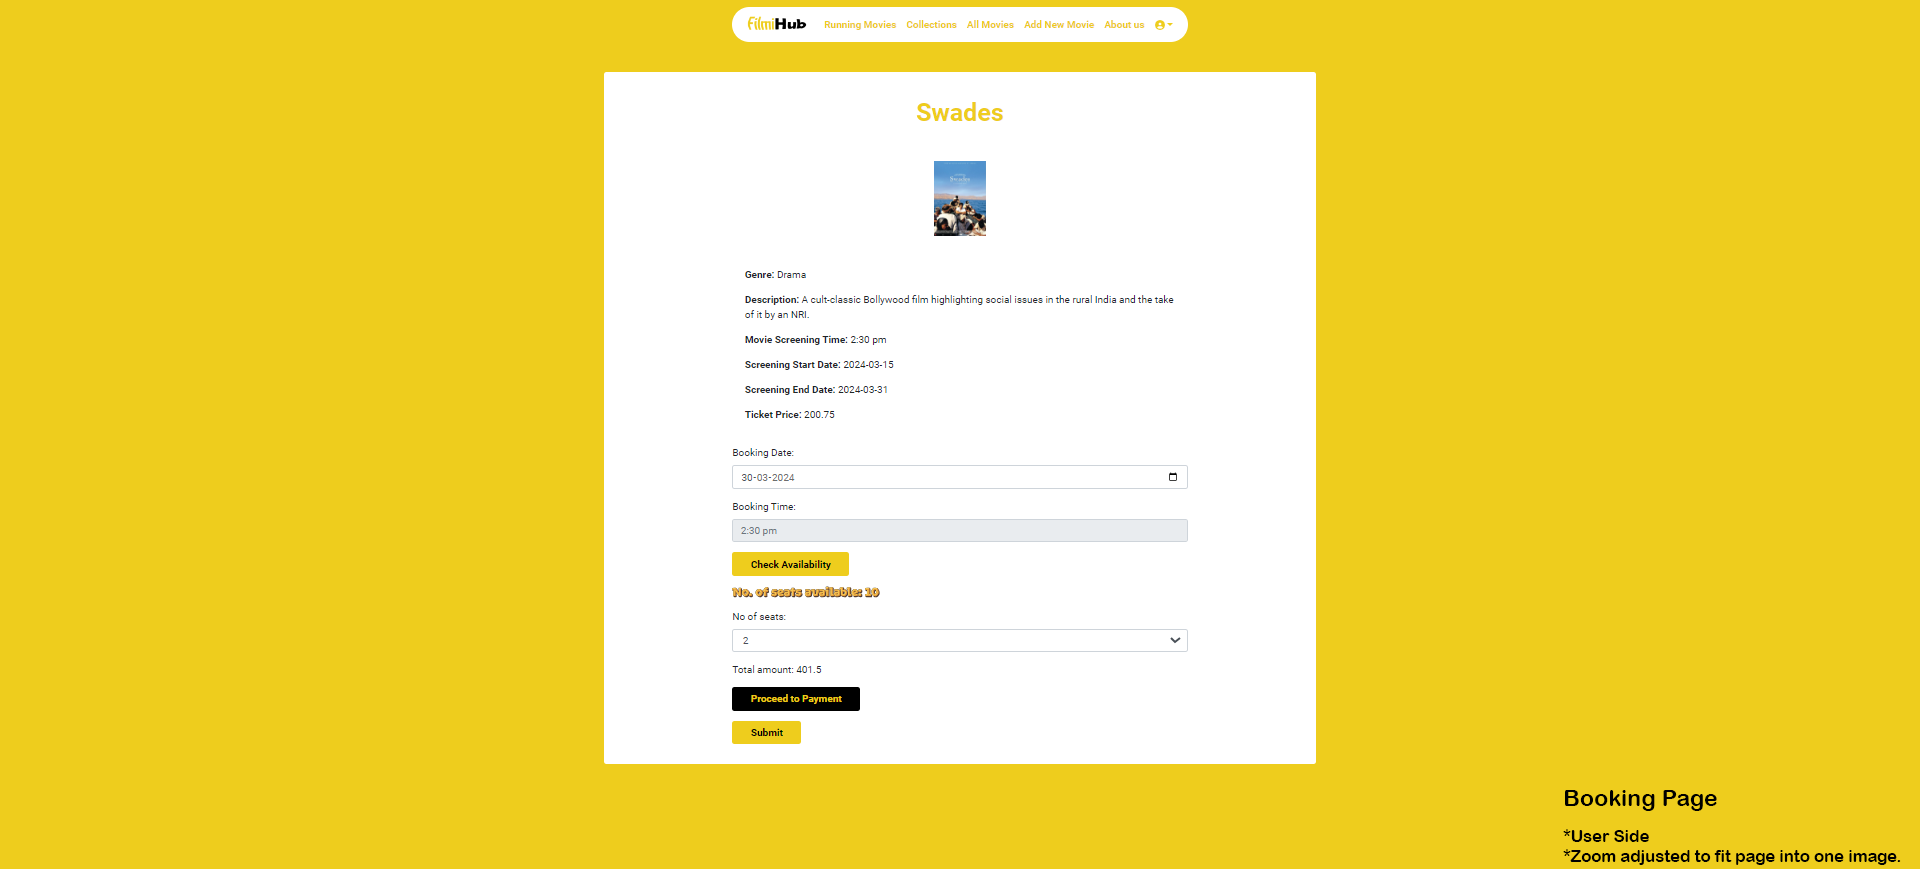 FilmiHub Running Movies Collections All Movies Add New Movie About us
Swades
Swades
Genre: Drama
Description: A cult-classic Bollywood film highlighting social issues in the rural India and the take
of it by an NRI.
Movie Screening Time: 2:30 pm
Screening Start Date: 2024-03-15
Screening End Date: 2024-03-31
Ticket Price: 200.75
Booking Date:
30-03-2024
Booking Time:
2:30 pm
Check Availability
No. of seats available: 10
No of seats:
2
Total amount: 401.5
Proceed to Payment
Submit
Booking Page
*User Side
*Zoom adjusted to fit page into one image.